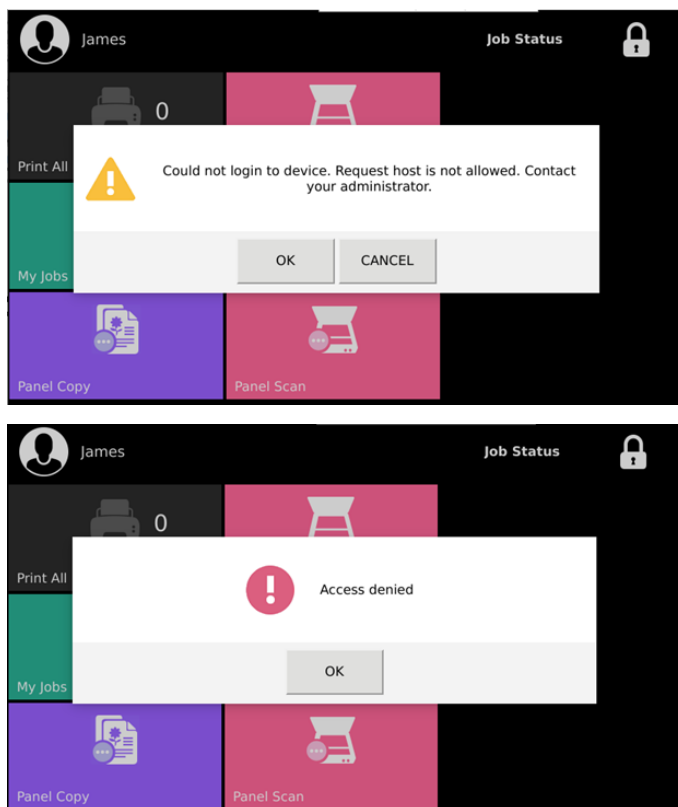 James
Job Status
0
Print All
Could not login to device. Request host is not allowed. Contact
your administrator.
OK
CANCEL
My Jobs
Panel Copy
Panel Scan
James
Job Status
0
Print All
Access denied
OK
My Jobs
Panel Copy
Panel Scan